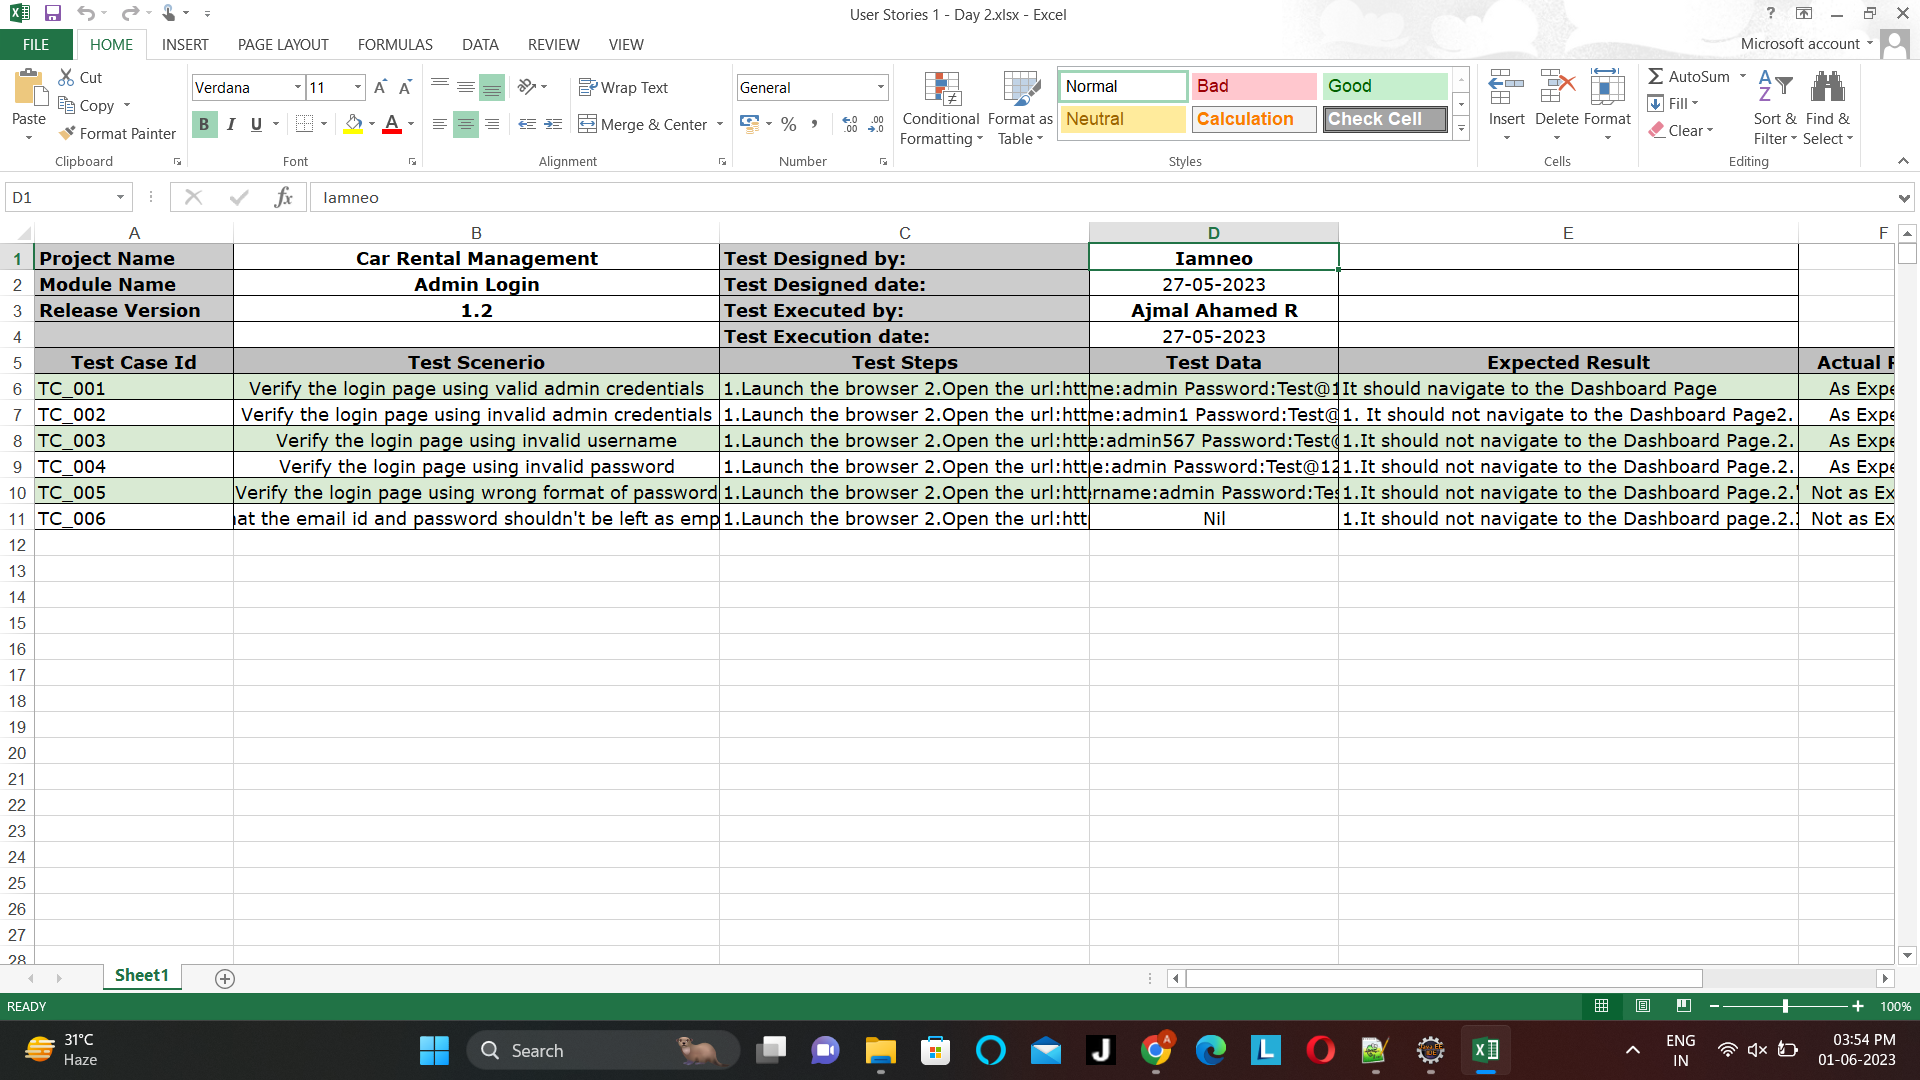 User Stories 1 - Day 2.xlsx - Excel
?
FILE HOME INSERT PAGE LAYOUT FORMULAS DATA REVIEW VIEW Microsoft account
Paste Cut Copy Format Painter Clipboard
Verdana 11 B I U A A A Font
Wrap Text Merge & Center Alignment
General % , .00 Number
Conditional Formatting Format as Table
Normal Bad Good
Neutral Calculation Check Cell
Styles
Insert Delete Format Cells
AutoSum Fill Clear Sort & Filter Find & Select Editing
D1 fx Iamneo
A B C D E F
1 Project Name Car Rental Management Test Designed by: Iamneo
2 Module Name Admin Login Test Designed date: 27-05-2023
3 Release Version 1.2 Test Executed by: Ajmal Ahamed R
4 Test Execution date: 27-05-2023
5 Test Case Id Test Scenerio Test Steps Test Data Expected Result Actual
6 TC_001 Verify the login page using valid admin credentials 1.Launch the browser 2.Open the url:htt me:admin Password:Test@1 It should navigate to the Dashboard Page As Expe
7 TC_002 Verify the login page using invalid admin credentials 1.Launch the browser 2.Open the url:htt me:admin1 Password:Test@ 1. It should not navigate to the Dashboard Page2. As Expe
8 TC_003 Verify the login page using invalid username 1.Launch the browser 2.Open the url:htt e:admin567 Password:Test@ 1.It should not navigate to the Dashboard Page.2. As Expe
9 TC_004 Verify the login page using invalid password 1.Launch the browser 2.Open the url:htt e:admin Password:Test@12 1.It should not navigate to the Dashboard Page.2. As Expe
10 TC_005 Verify the login page using wrong format of password 1.Launch the browser 2.Open the url:htt rname:admin Password:Tes 1.It should not navigate to the Dashboard Page.2. Not as Ex
11 TC_006 at the email id and password shouldn't be left as emp 1.Launch the browser 2.Open the url:htt Nil 1.It should not navigate to the Dashboard page.2. Not as Ex
12
13
14
15
16
17
18
19
20
21
22
23
24
25
26
27
28
Sheet1
READY 100%
31°C
Haze
Search
ENG
IN
03:54 PM
01-06-2023